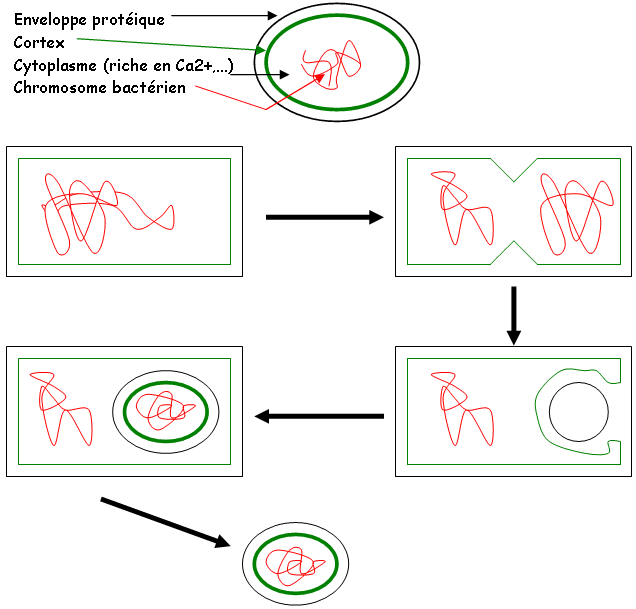 Enveloppe protéique
Cortex
Cytoplasme (riche en Ca2+,...)
Chromosome bactérien